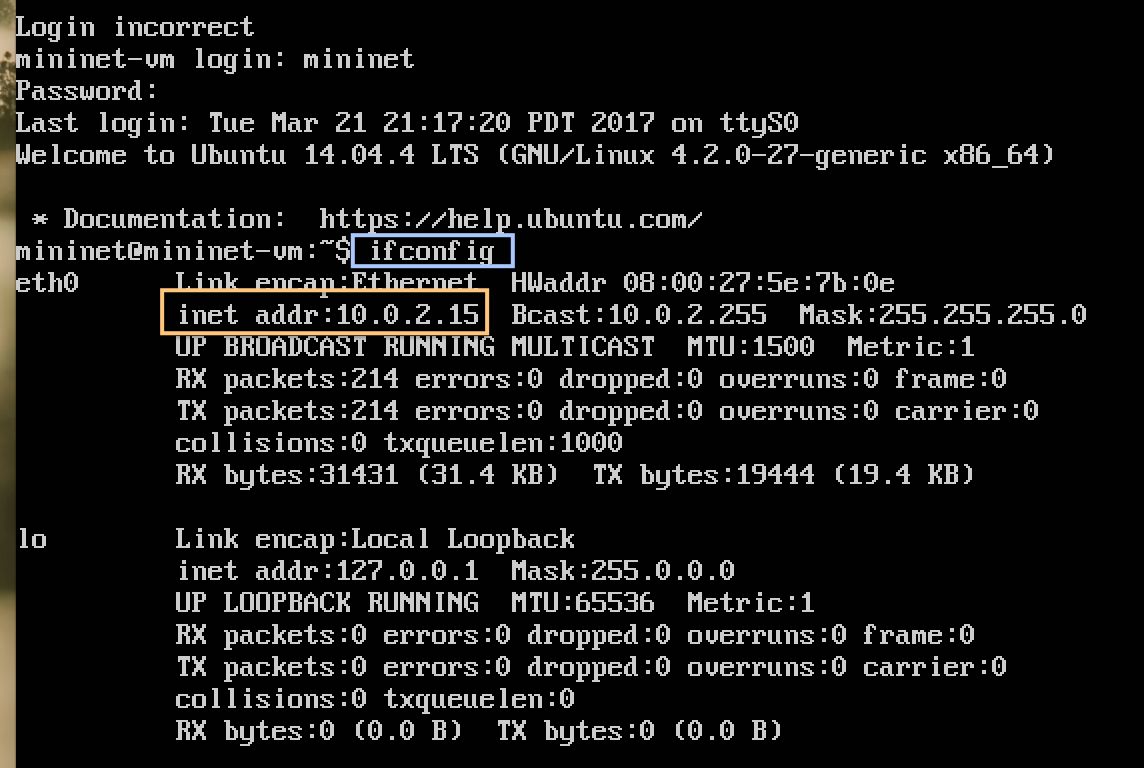 Login incorrect
mininet-vm login: mininet
Password:
Last login: Tue Mar 21 21:17:20 PDT 2017 on ttyS0
Welcome to Ubuntu 14.04.4 LTS (GNU/Linux 4.2.0-27-generic x86_64)
* Documentation:  https://help.ubuntu.com/
mininet@mininet-vm:~$ ifconfig
eth0      Link encap:Ethernet  HWaddr 08:00:27:5e:7b:0e
inet addr:10.0.2.15  Bcast:10.0.2.255  Mask:255.255.255.0
UP BROADCAST RUNNING MULTICAST  MTU:1500  Metric:1
RX packets:214 errors:0 dropped:0 overruns:0 frame:0
TX packets:214 errors:0 dropped:0 overruns:0 carrier:0
collisions:0 txqueuelen:1000
RX bytes:31431 (31.4 KB)  TX bytes:19444 (19.4 KB)
lo        Link encap:Local Loopback
inet addr:127.0.0.1  Mask:255.0.0.0
UP LOOPBACK RUNNING  MTU:65536  Metric:1
RX packets:0 errors:0 dropped:0 overruns:0 frame:0
TX packets:0 errors:0 dropped:0 overruns:0 carrier:0
collisions:0 txqueuelen:0
RX bytes:0 (0.0 B)  TX bytes:0 (0.0 B)